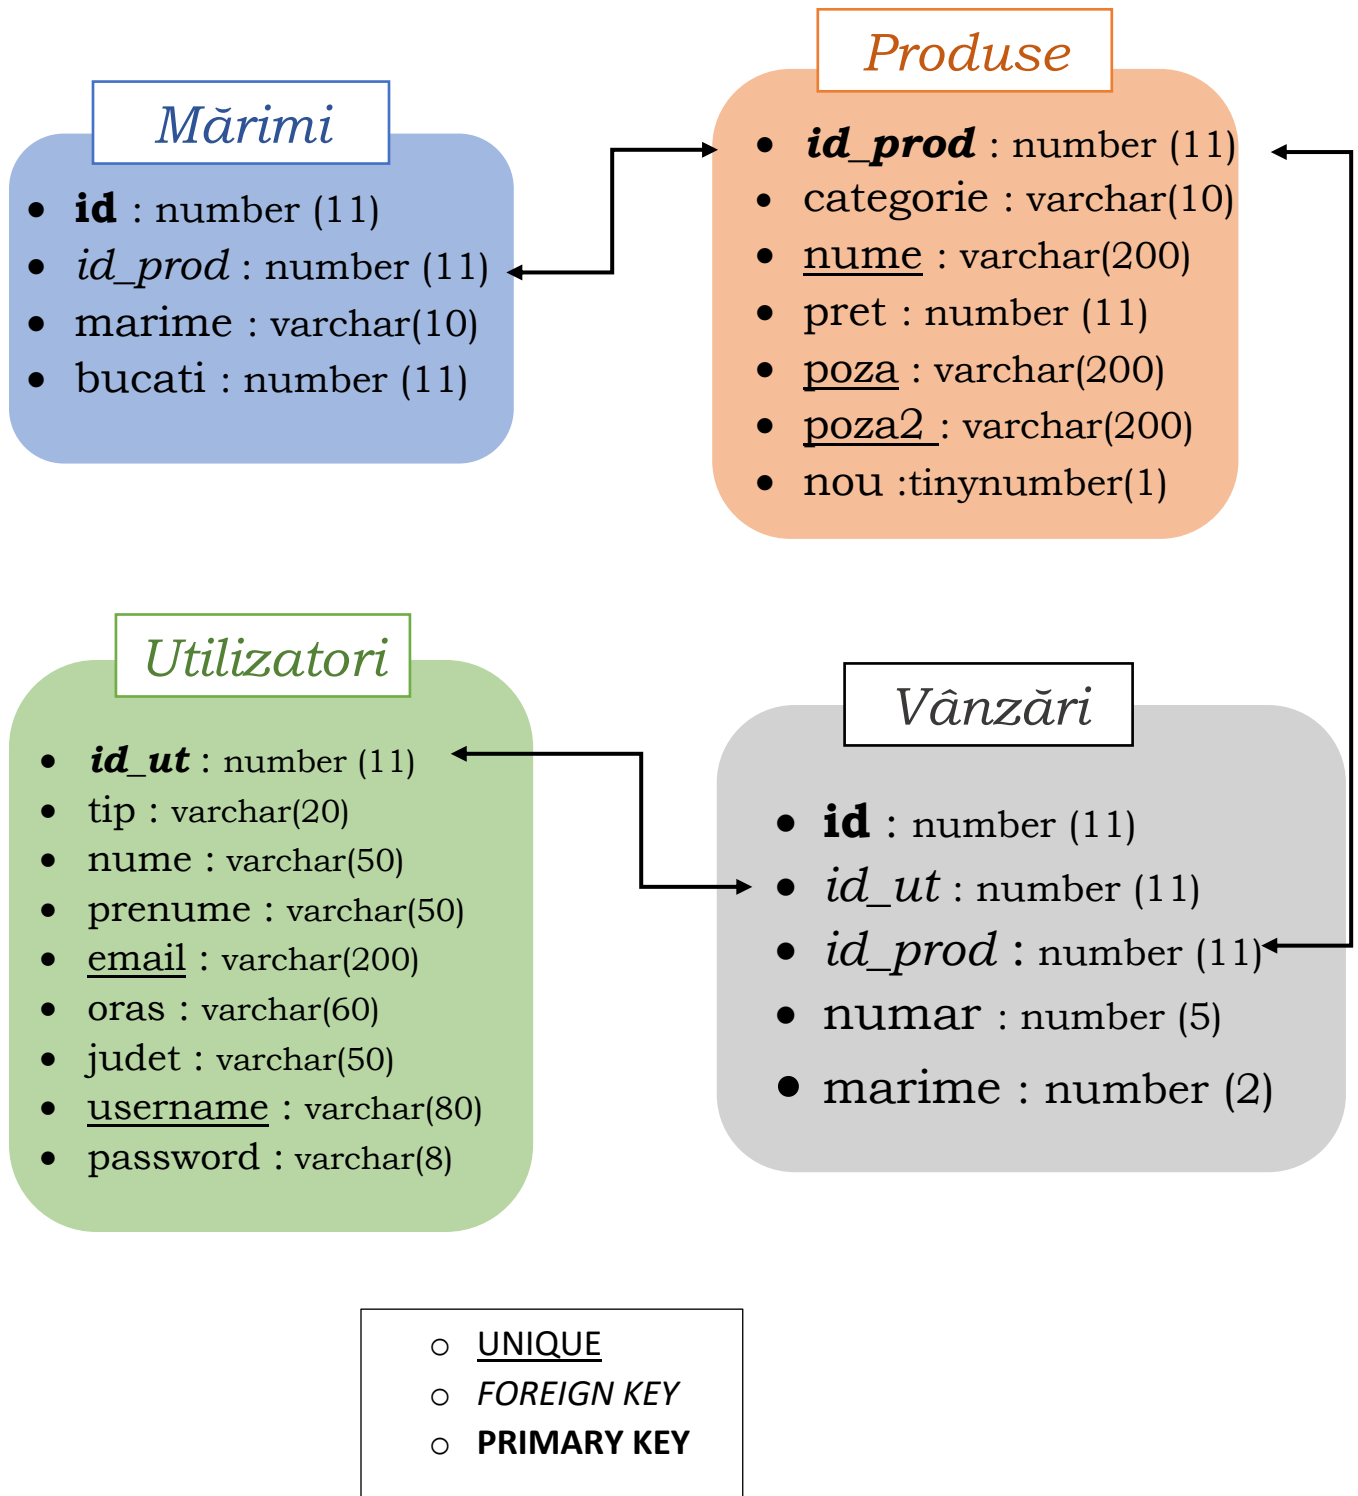 Mărimi
• id : number (11)
• id_prod : number (11)
• marime : varchar(10)
• bucati : number (11)
Produse
• id_prod : number (11)
• categorie : varchar(10)
• nume : varchar(200)
• pret : number (11)
• poza : varchar(200)
• poza2 : varchar(200)
• nou :tinynumber(1)
Utilizatori
• id_ut : number (11)
• tip : varchar(20)
• nume : varchar(50)
• prenume : varchar(50)
• email : varchar(200)
• oras : varchar(60)
• judet : varchar(50)
• username : varchar(80)
• password : varchar(8)
Vânzări
• id : number (11)
• id_ut : number (11)
• id_prod : number (11)
• numar : number (5)
• marime : number (2)
○ UNIQUE
○ FOREIGN KEY
○ PRIMARY KEY